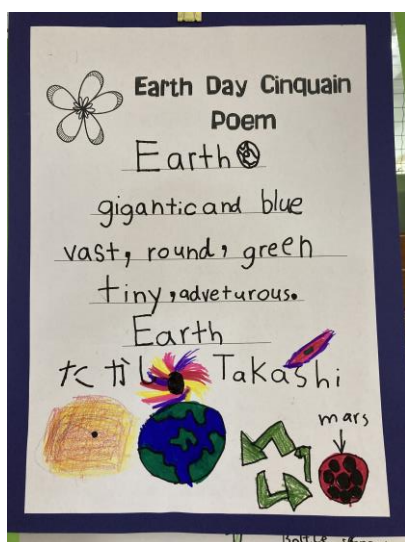 Earth Day Cinquain
Poem
Earth
gigantic and blue
vast, round, green
tiny, adveturous.
Earth
たかし Takashi
mars